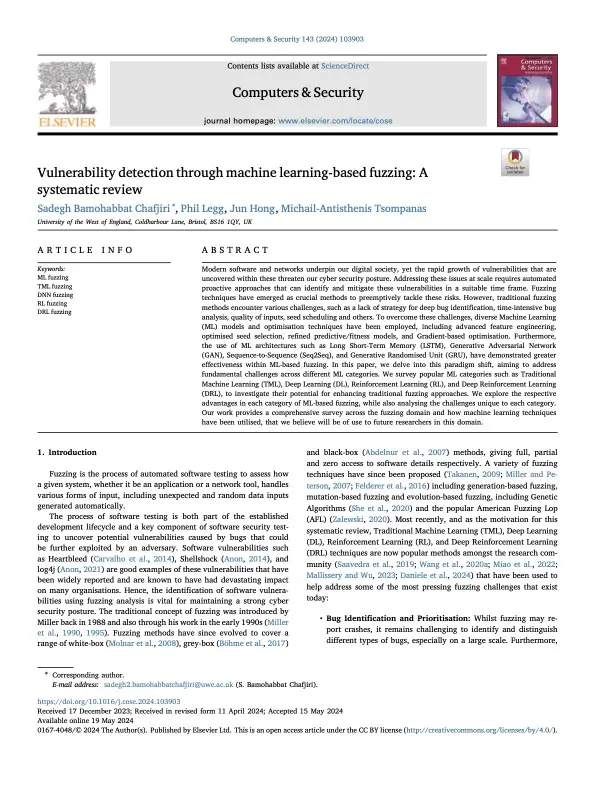 Computers & Security 143 (2024) 103903
Contents lists available at ScienceDirect
Computers & Security
journal homepage: www.elsevier.com/locate/cose
ELSEVIER
Computers
&
Security
Check for
updates
Vulnerability detection through machine learning-based fuzzing: A
systematic review
Sadegh Bamohabbat Chafjiri *, Phil Legg, Jun Hong, Michail-Antisthenis Tsompanas
University of the West of England, Coldharbour Lane, Bristol, BS16 1QY, UK
ARTICLE INFO
Keywords:
ML fuzzing
TML fuzzing
DNN fuzzing
RL fuzzing
DRL fuzzing
ABSTRACT
Modern software and networks underpin our digital society, yet the rapid growth of vulnerabilities that are
uncovered within these threaten our cyber security posture. Addressing these issues at scale requires automated
proactive approaches that can identify and mitigate these vulnerabilities in a suitable time frame. Fuzzing
techniques have emerged as crucial methods to preemptively tackle these risks. However, traditional fuzzing
methods encounter various challenges, such as a lack of strategy for deep bug identification, time-intensive bug
analysis, quality of inputs, seed scheduling and others. To overcome these challenges, diverse Machine Learning
(ML) models and optimisation techniques have been employed, including advanced feature engineering,
optimised seed selection, refined predictive/fitness models, and Gradient-based optimisation. Furthermore,
the use of ML architectures such as Long Short-Term Memory (LSTM), Generative Adversarial Network
(GAN), Sequence-to-Sequence (Seq2Seq), and Generative Randomised Unit (GRU), have demonstrated greater
effectiveness within ML-based fuzzing. In this paper, we delve into this paradigm shift, aiming to address
fundamental challenges across different ML categories. We survey popular ML categories such as Traditional
Machine Learning (TML), Deep Learning (DL), Reinforcement Learning (RL), and Deep Reinforcement Learning
(DRL), to investigate their potential for enhancing traditional fuzzing approaches. We explore the respective
advantages in each category of ML-based fuzzing, while also analysing the challenges unique to each category.
Our work provides a comprehensive survey across the fuzzing domain and how machine learning techniques
have been utilised, that we believe will be of use to future researchers in this domain.
1. Introduction
Fuzzing is the process of automated software testing to assess how
a given system, whether it be an application or a network tool, handles
various forms of input, including unexpected and random data inputs
generated automatically.
The process of software testing is both part of the established
development lifecycle and a key component of software security test-
ing to uncover potential vulnerabilities caused by bugs that could
be further exploited by an adversary. Software vulnerabilities
such as Heartbleed (Carvalho et al., 2014), Shellshock (Anon, 2014), and
log4j (Anon, 2021) are good examples of these vulnerabilities that have
been widely reported and are known to have had devastating impact
on many organisations. Hence, the identification of software vulnera-
bilities using fuzzing analysis is vital for maintaining a strong cyber
security posture. The traditional concept of fuzzing was introduced by
Miller back in 1988 and also through his work in the early 1990s (Miller
et al., 1990, 1995). Fuzzing methods have since evolved to cover a
range of white-box (Molnar et al., 2008), grey-box (Böhme et al., 2017)
and black-box (Abdelnur et al., 2007) methods, giving full, partial
and zero access to software details respectively. A variety of fuzzing
techniques have since been proposed (Takanen, 2009; Miller and Pe-
terson, 2007; Felderer et al., 2016) including generation-based fuzzing,
mutation-based fuzzing and evolution-based fuzzing, including Genetic
Algorithms (She et al., 2020) and the popular American Fuzzing Lop
(AFL) (Zalewski, 2020). Most recently, and as the motivation for this
systematic review, Traditional Machine Learning (TML), Deep Learning
(DL), Reinforcement Learning (RL), and Deep Reinforcement Learning
(DRL) techniques are now popular methods amongst the research com-
munity (Saavedra et al., 2019; Wang et al., 2020a; Miao et al., 2022;
Mallissery and Wu, 2023; Daniele et al., 2024) that have been used to
help address some of the most pressing fuzzing challenges that exist
today:
• Bug Identification and Prioritisation: Whilst fuzzing may re-
port crashes, it remains challenging to identify and distinguish
different types of bugs, especially on a large scale. Furthermore,
* Corresponding author.
E-mail address: sadegh2.bamohabbatchafjiri@uwe.ac.uk (S. Bamohabbat Chafjiri).
https://doi.org/10.1016/j.cose.2024.103903
Received 17 December 2023; Received in revised form 11 April 2024; Accepted 15 May 2024
Available online 19 May 2024
0167-4048/© 2024 The Author(s). Published by Elsevier Ltd. This is an open access article under the CC BY license (http://creativecommons.org/licenses/by/4.0/).